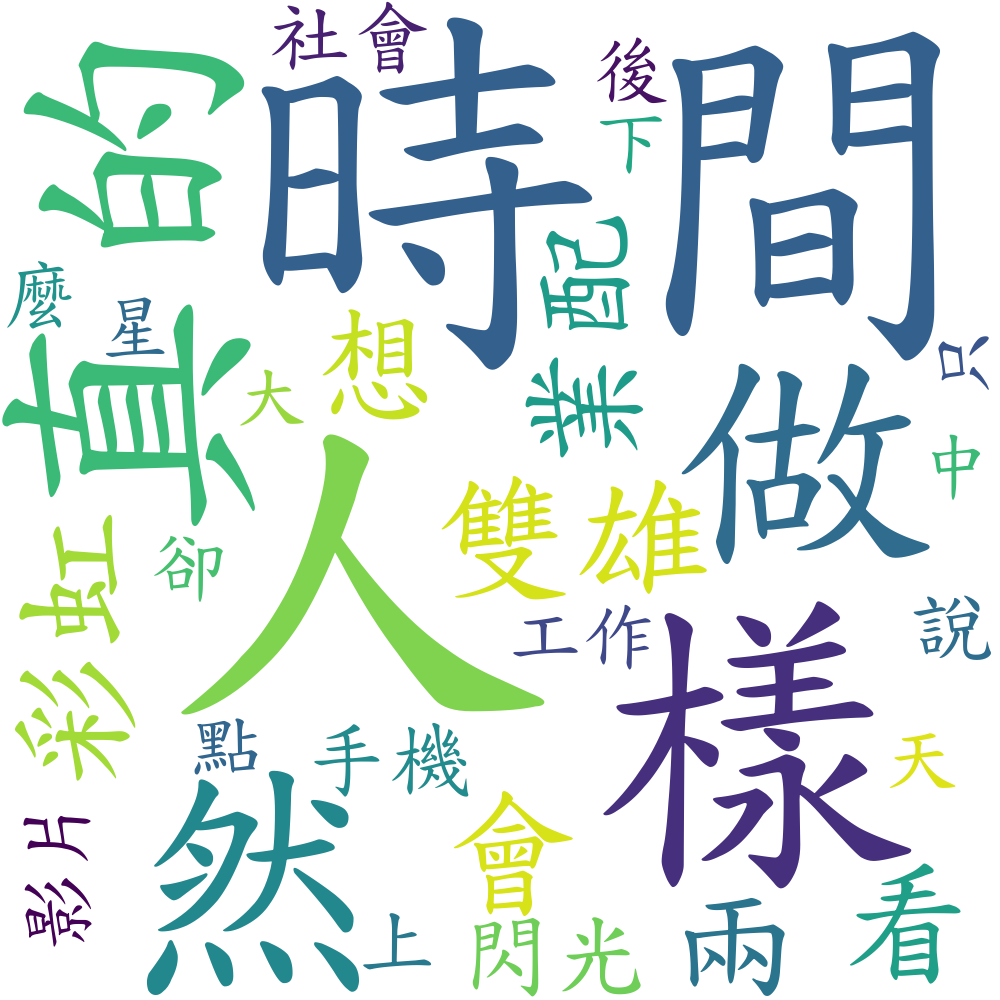 社會
時間
後
下
真的
業配
麼
星
大
想
只
中
做
人
雙雄
彩虹
卻
工作
樣
說
點
手機
天
然
會
影片
上
閃光
兩
看